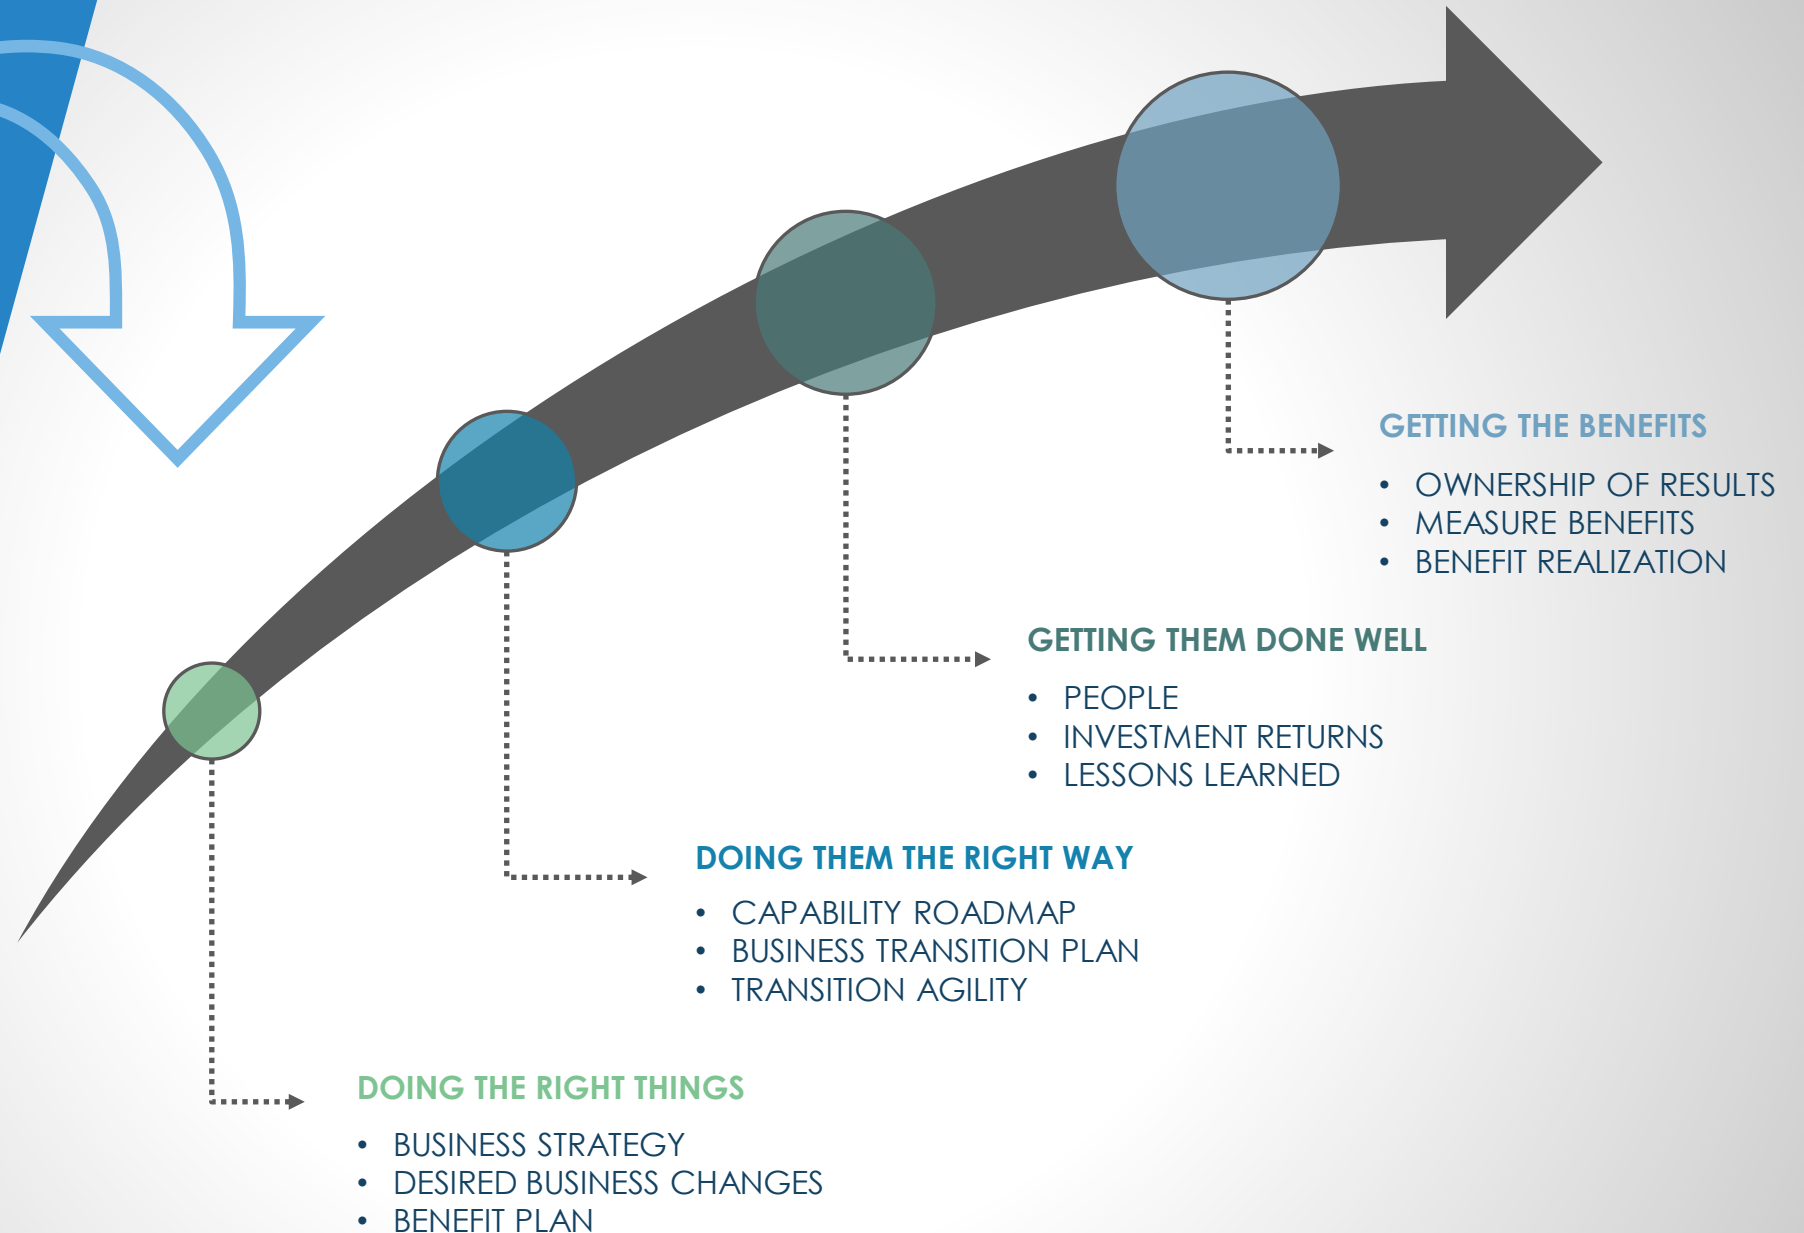 GETTING THE BENEFITS
• OWNERSHIP OF RESULTS
• MEASURE BENEFITS
• BENEFIT REALIZATION
GETTING THEM DONE WELL
• PEOPLE
• INVESTMENT RETURNS
• LESSONS LEARNED
DOING THEM THE RIGHT WAY
• CAPABILITY ROADMAP
• BUSINESS TRANSITION PLAN
• TRANSITION AGILITY
DOING THE RIGHT THINGS
• BUSINESS STRATEGY
• DESIRED BUSINESS CHANGES
• BENEFIT PLAN